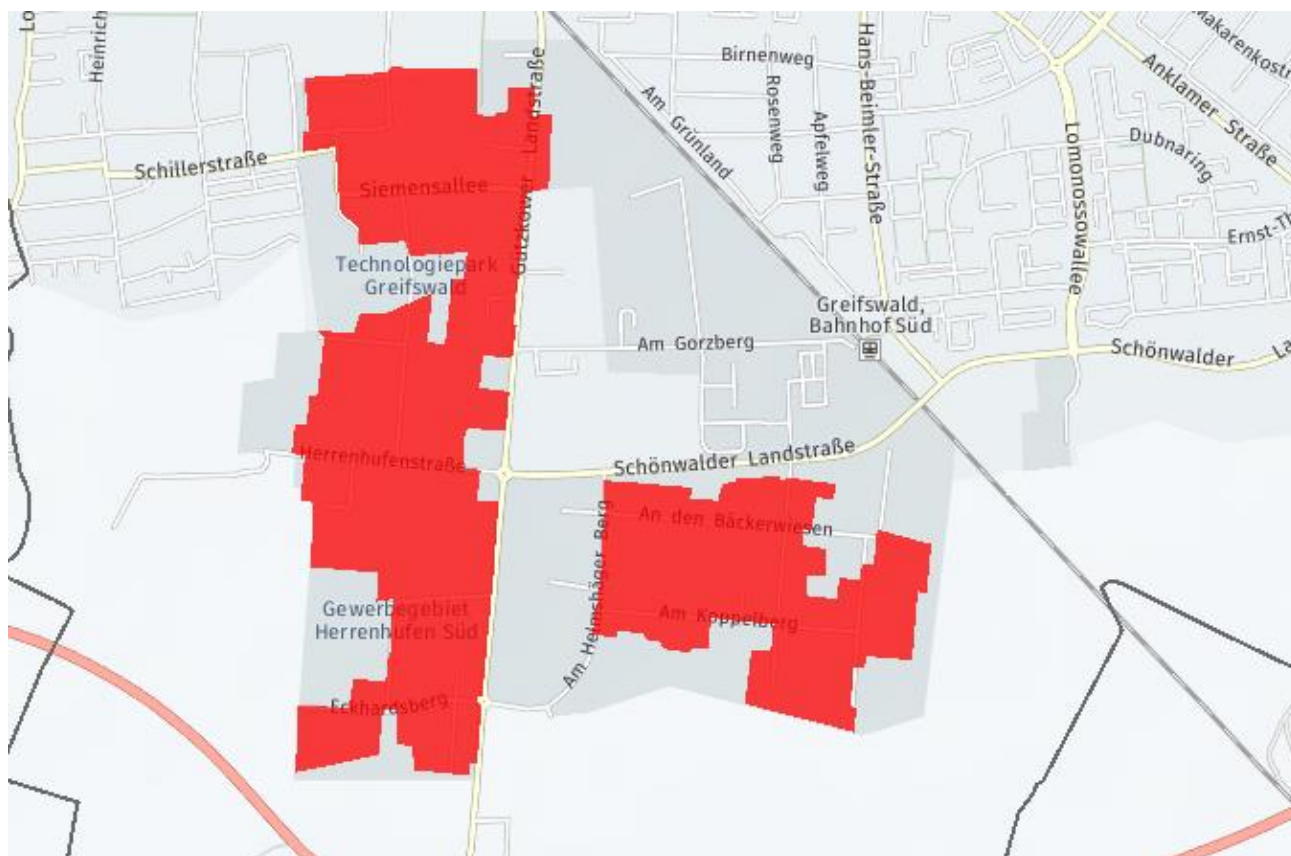 Heinrich
Birnenweg
Rosenweg
Apfelweg
Hans-Beimler-Straße
Makarenkostr
Anklamer Straße
Lomonossowallee
Dubnaring
Ernst-Th
Am Grünland
Gützkower Landstraße
Schillerstraße
Siemensallee
Technologiepark
Greifswald
Greifswald,
Bahnhof Süd
Am Gorzberg
Schönwalder La
Herrenhufenstraße
Schönwalder Landstraße
An den Bäckerwiesen
Am Helmshäger Berg
Gewerbegebiet
Herrenhufen Süd
Am Koppelberg
Eckhardsberg